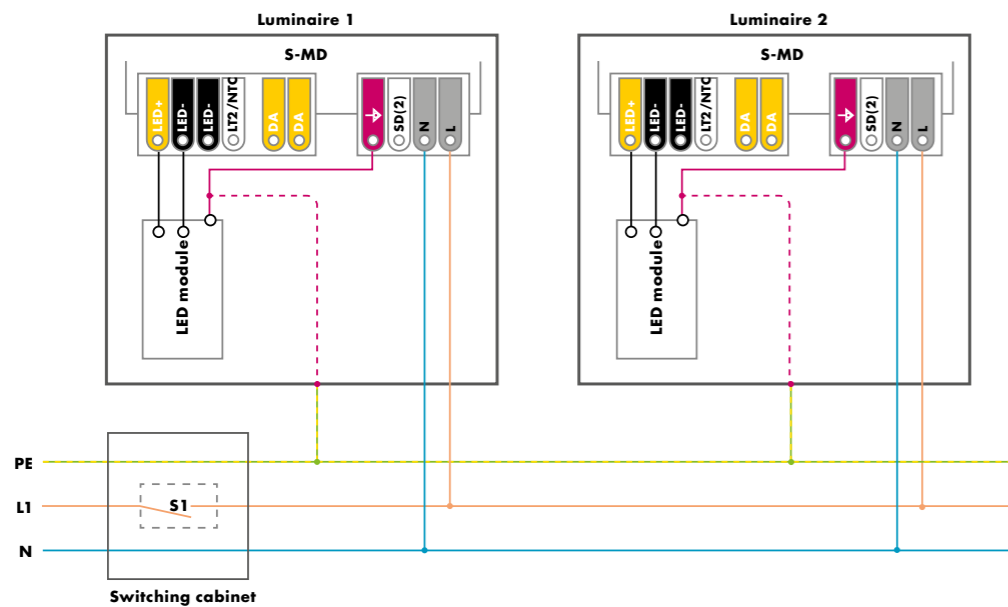 Luminaire 1
S-MD
LED+
LED-
LED-
LT2/NTC
DA
DA
SD(2)
N
L
LED module
Luminaire 2
S-MD
LED+
LED-
LED-
LT2/NTC
DA
DA
SD(2)
N
L
LED module
PE
L1
S1
N
Switching cabinet